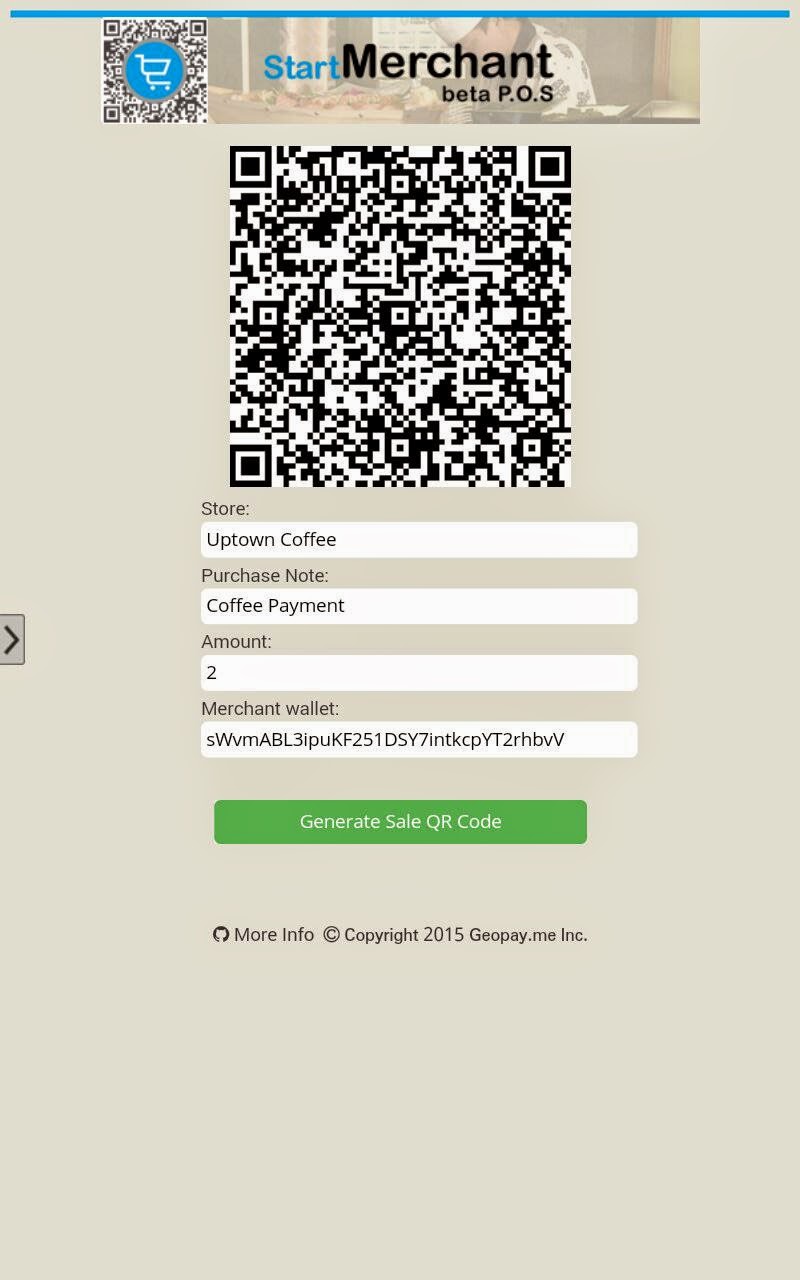 StartMerchant
beta P.O.S
Store:
Uptown Coffee
Purchase Note:
Coffee Payment
Amount:
2
Merchant wallet:
sWvmABL3ipuKF251DSY7intkcpYT2rhbvV
Generate Sale QR Code
More Info © Copyright 2015 Geopay.me Inc.